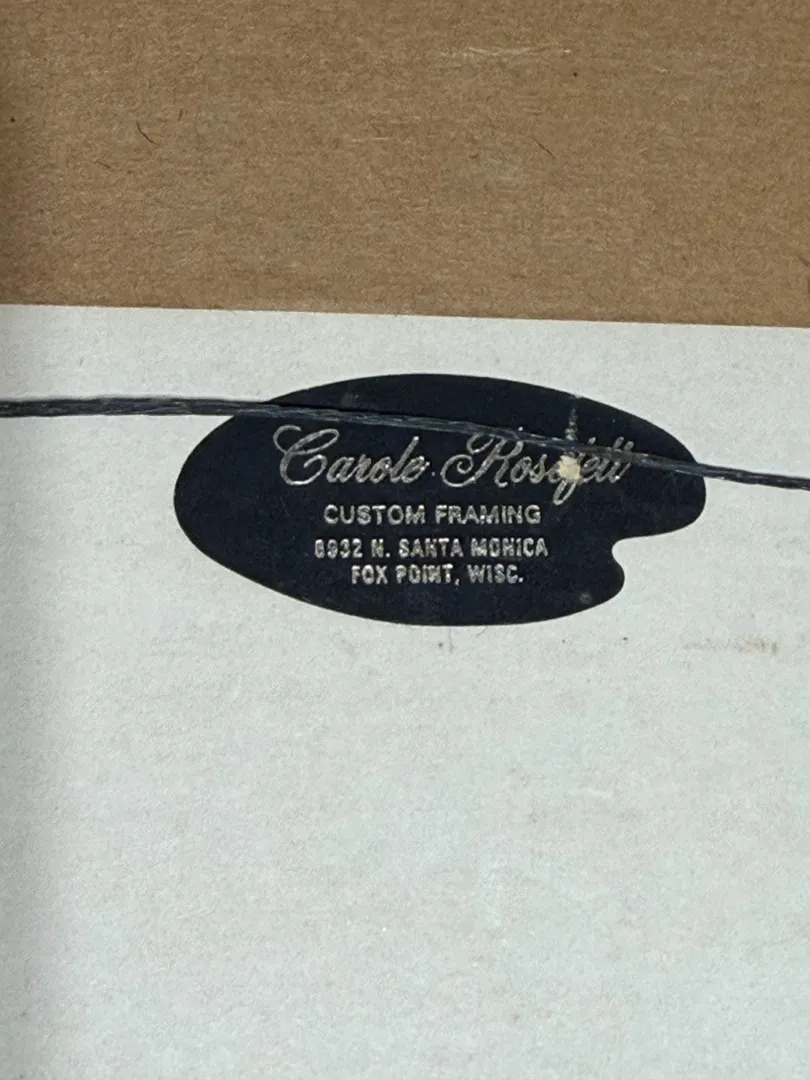 Carole
CUSTOM FRAMING
8932 N. SANTA MONICA
FOX POINT, WISC.